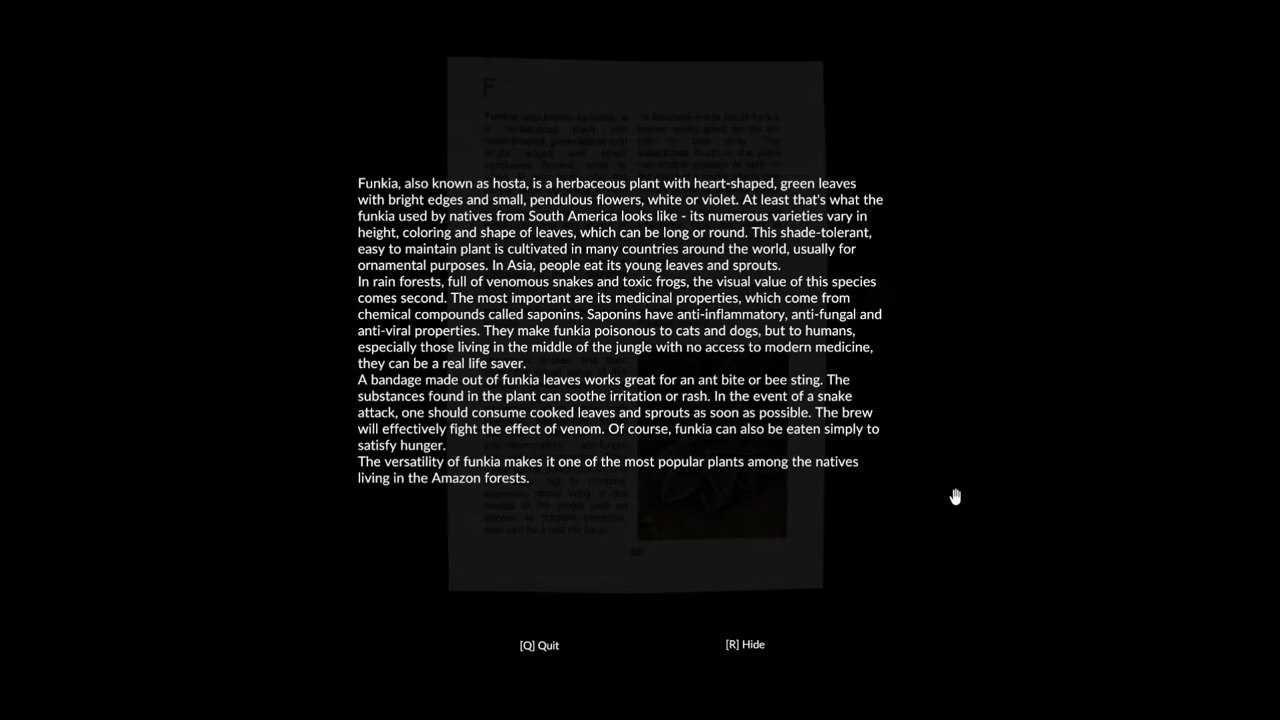 F
Funkia, also known as hosta, is a herbaceous plant with heart-shaped, green leaves
with bright edges and small, pendulous flowers, white or violet. At least that's what the
funkia used by natives from South America looks like - its numerous varieties vary in
height, coloring and shape of leaves, which can be long or round. This shade-tolerant,
easy to maintain plant is cultivated in many countries around the world, usually for
ornamental purposes. In Asia, people eat its young leaves and sprouts.
In rain forests, full of venomous snakes and toxic frogs, the visual value of this species
comes second. The most important are its medicinal properties, which come from
chemical compounds called saponins. Saponins have anti-inflammatory, anti-fungal and
anti-viral properties. They make funkia poisonous to cats and dogs, but to humans,
especially those living in the middle of the jungle with no access to modern medicine,
they can be a real life saver.
A bandage made out of funkia leaves works great for an ant bite or bee sting. The
substances found in the plant can soothe irritation or rash. In the event of a snake
attack, one should consume cooked leaves and sprouts as soon as possible. The brew
will effectively fight the effect of venom. Of course, funkia can also be eaten simply to
satisfy hunger.
The versatility of funkia makes it one of the most popular plants among the natives
living in the Amazon forests.
[Q] Quit
[R] Hide